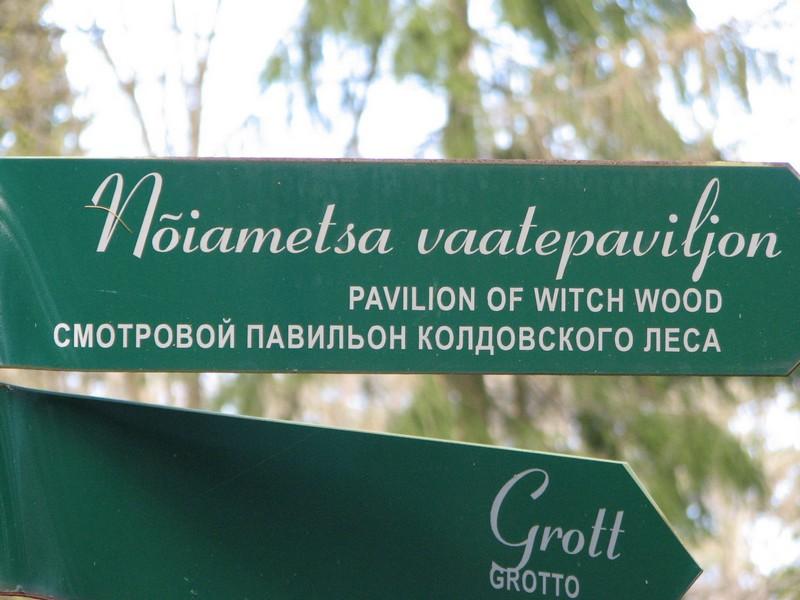 Nõiametsa vaatepaviljon
PAVILION OF WITCH WOOD
СМОТРОВОЙ ПАВИЛЬОН КОЛДОВСКОГО ЛЕСА
Grott
GROTTO